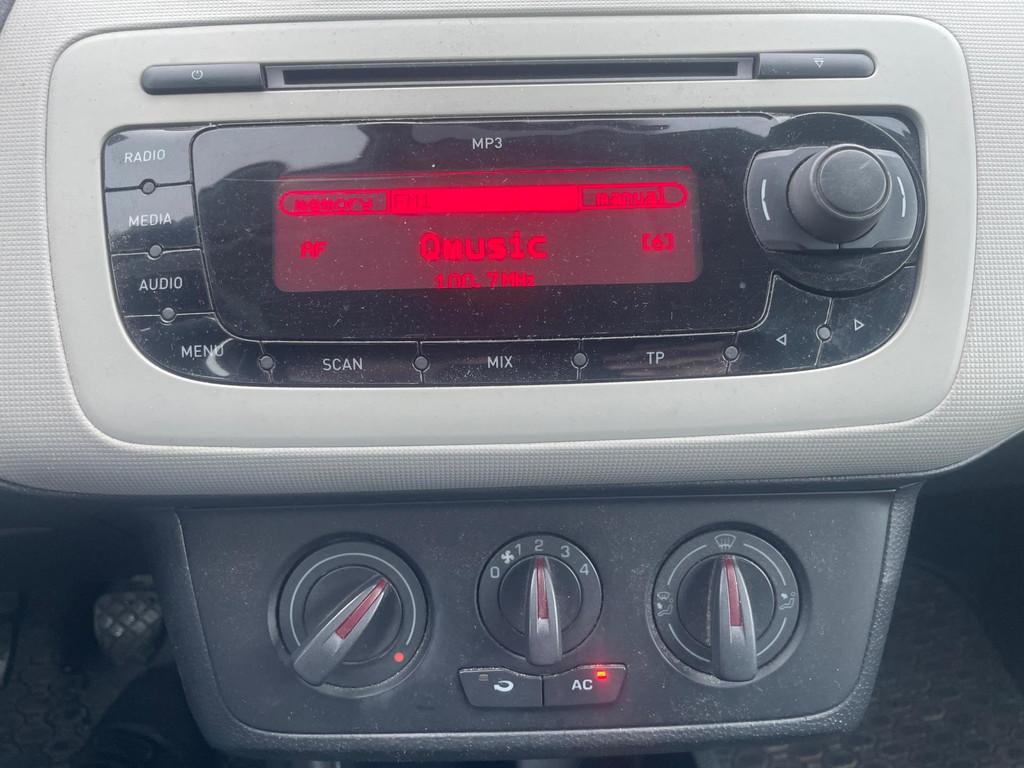 RADIO
MP3
MEDIA
memory FM1 manual
AF Qmusic [6]
100.7MHz
AUDIO
MENU
SCAN
MIX
TP
0 1 2 3 4
AC